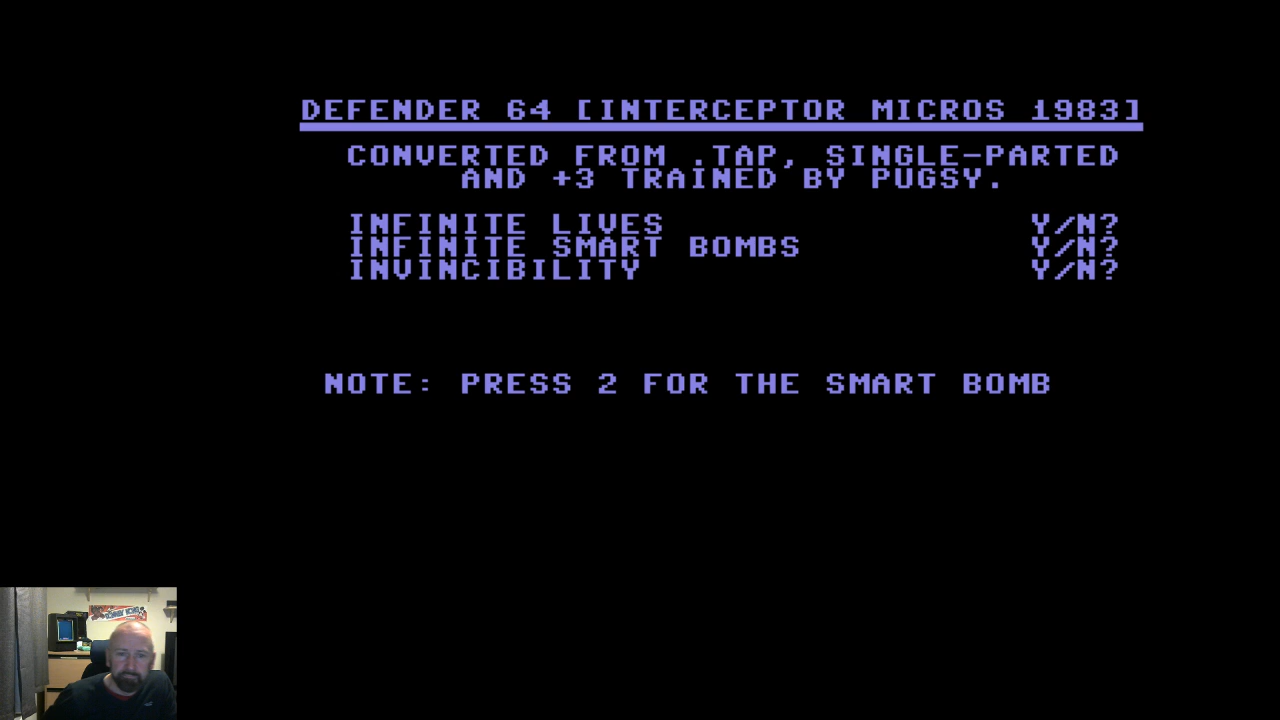 DEFENDER 64 [INTERCEPTOR MICROS 1983]
CONVERTED FROM .TAP, SINGLE-PARTED
AND +3 TRAINED BY PUGSY.
INFINITE LIVES Y/N?
INFINITE SMART BOMBS Y/N?
INVINCIBILITY Y/N?
NOTE: PRESS 2 FOR THE SMART BOMB